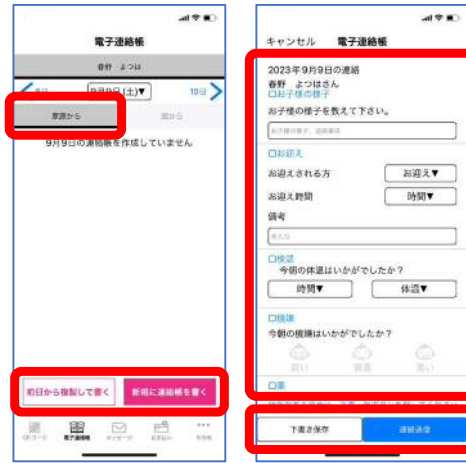 電子連絡帳
春野 よつは
9月9日(土)▼
10日
家庭から
園から
9月9日の連絡帳を作成していません
前日から複製して書く
新規に連絡帳を書く
電子連絡帳
キャンセル 電子連絡帳
2023年9月9日の連絡
春野 よつはさん
口お子様の様子
お子様の様子を教えて下さい。
口お迎え
お迎えされる方
お迎え▼
お迎え時間
時間▼
備考
未入力
口検温
今朝の体温はいかがでしたか？
時間▼
体温▼
口機嫌
今朝の機嫌はいかがでしたか？
良い
普通
悪い
口薬
下書き保存
連絡送信